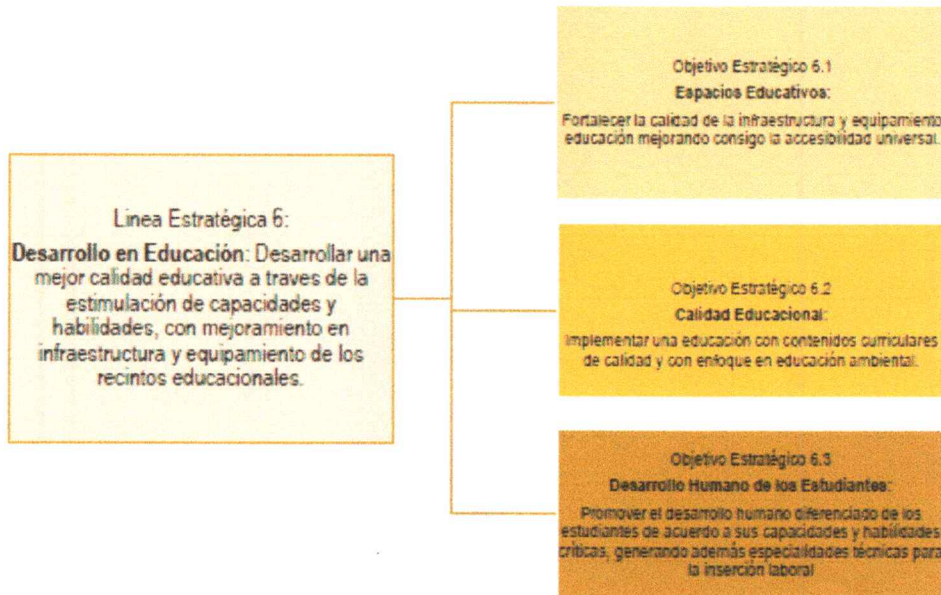 Linea Estratégica 6:
Desarrollo en Educación: Desarrollar una
mejor calidad educativa a traves de la
estimulación de capacidades y
habilidades, con mejoramiento en
infraestructura y equipamiento de los
recintos educacionales.
Objetivo Estratégico 6.1
Espacios Educativos:
Fortalecer la calidad de la infraestructura y equipamiento
educación mejorando consigo la accesibilidad universal.
Objetivo Estratégico 6.2
Calidad Educacional:
Implementar una educación con contenidos curriculares
de calidad y con enfoque en educación ambiental.
Objetivo Estratégico 6.3
Desarrollo Humano de los Estudiantes:
Promover el desarrollo humano diferenciado de los
estudiantes de acuerdo a sus capacidades y habilidades
críticas, generando además especialidades técnicas para
la inserción laboral